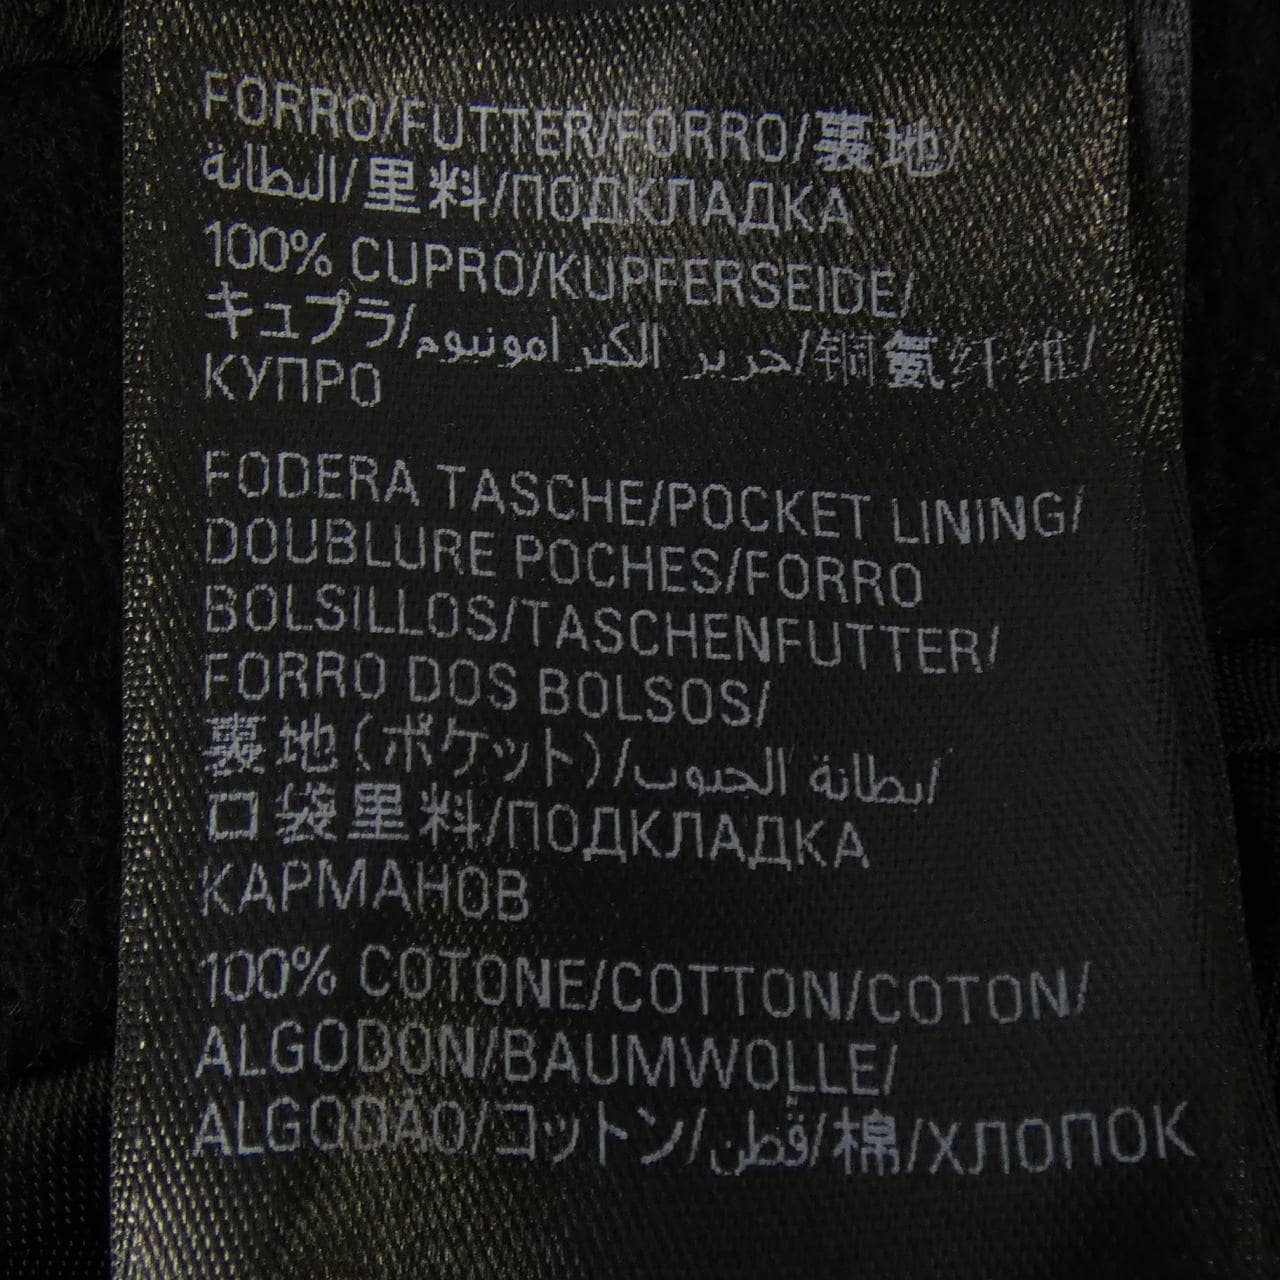 FORRO/FUTTER/FORRO/裏地/
البطانة/里料/ПОДКЛАДКА
100% CUPRO/KUPFERSEIDE/
キュプラ/حرير الكبر امونيوم/铜氨纤维/
КУПРО
FODERA TASCHE/POCKET LINING/
DOUBLURE POCHES/FORRO
BOLSILLOS/TASCHENFUTTER/
FORRO DOS BOLSOS/
裏地(ポケット)/بطانة الجيوب/
口袋里料/ПОДКЛАДКА
КАРМАНОВ
100% COTONE/COTTON/COTON/
ALGODON/BAUMWOLLE/
ALGODÃO/コットン/قطن/棉/ХЛОПОК